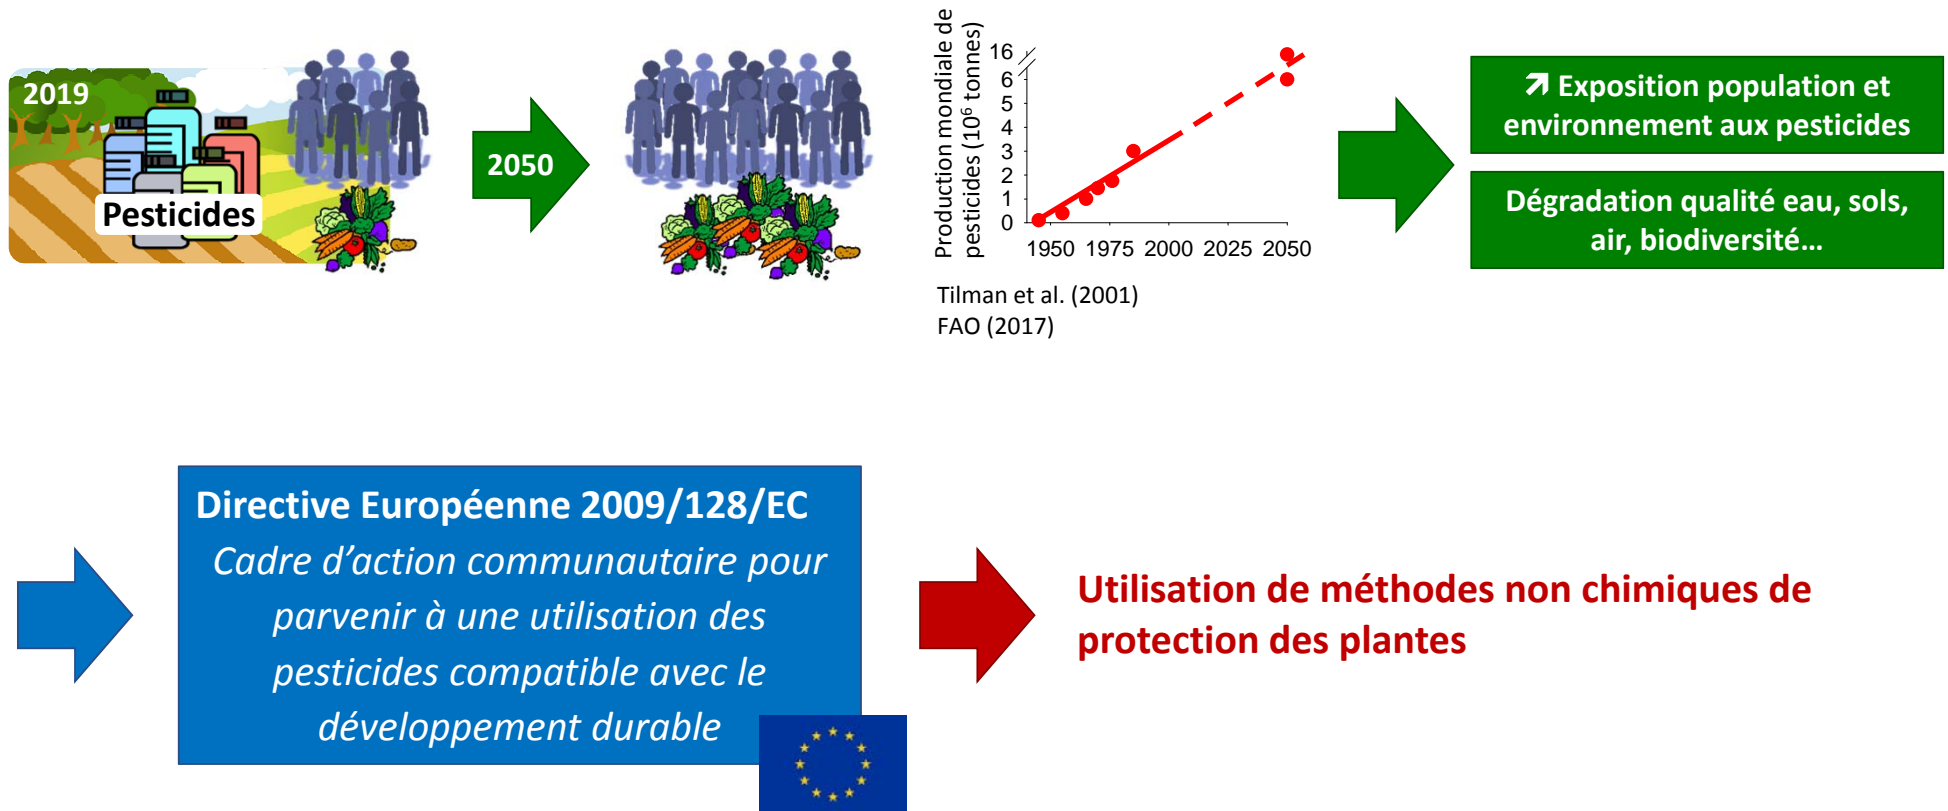 2019
Pesticides
2050
Production mondiale de
pesticides (10⁶ tonnes)
16
6
5
4
3
2
1
0
1950 1975 2000 2025 2050
Tilman et al. (2001)
FAO (2017)
↗ Exposition population et
environnement aux pesticides
Dégradation qualité eau, sols,
air, biodiversité…
Directive Européenne 2009/128/EC
Cadre d’action communautaire pour
parvenir à une utilisation des
pesticides compatible avec le
développement durable
Utilisation de méthodes non chimiques de
protection des plantes